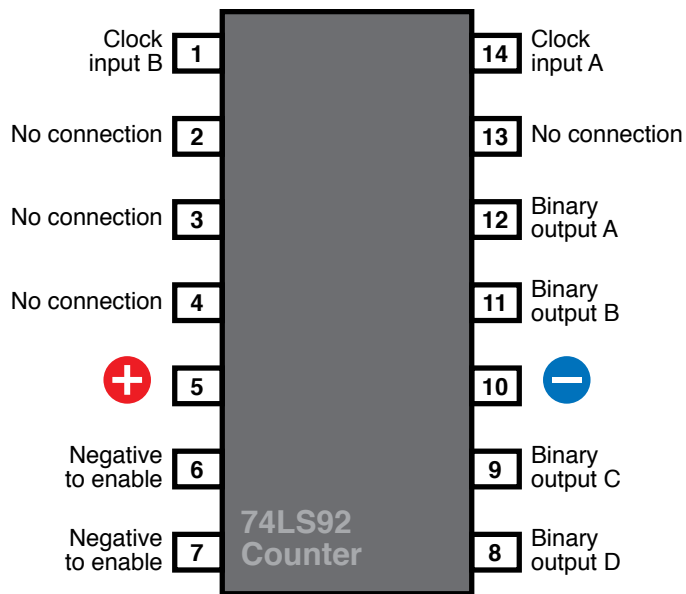 Clock
input B
1
14
Clock
input A
No connection
2
13
No connection
No connection
3
12
Binary
output A
No connection
4
11
Binary
output B
+
5
10
−
Negative
to enable
6
9
Binary
output C
Negative
to enable
7
74LS92
Counter
8
Binary
output D